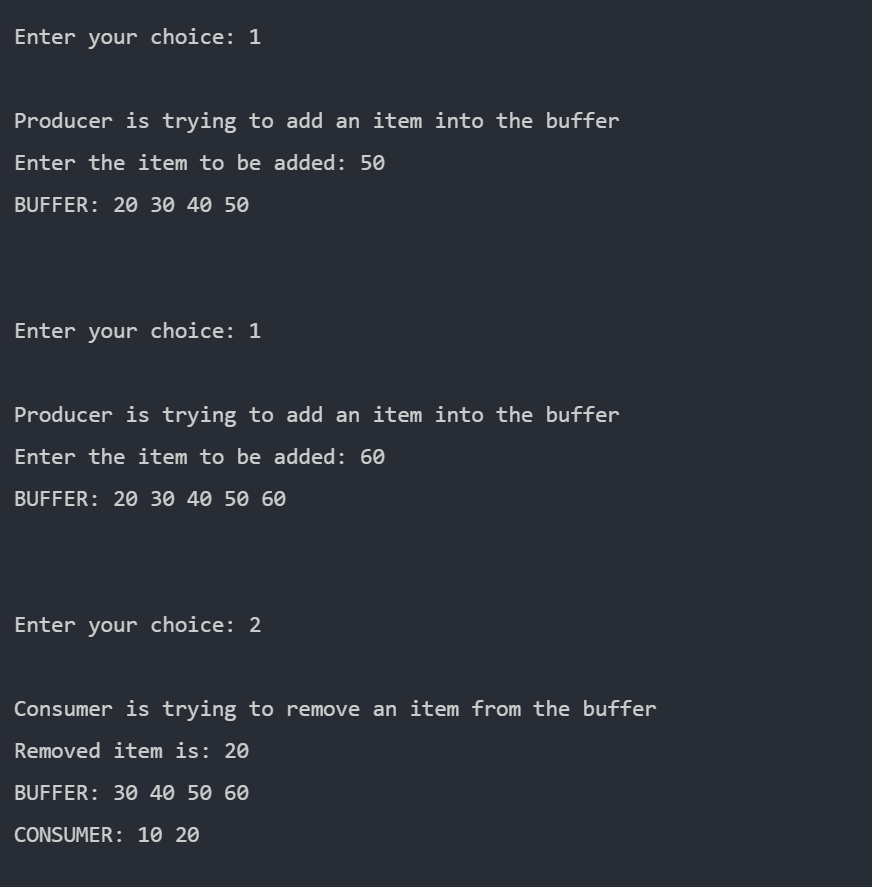 Enter your choice: 1
Producer is trying to add an item into the buffer
Enter the item to be added: 50
BUFFER: 20 30 40 50
Enter your choice: 1
Producer is trying to add an item into the buffer
Enter the item to be added: 60
BUFFER: 20 30 40 50 60
Enter your choice: 2
Consumer is trying to remove an item from the buffer
Removed item is: 20
BUFFER: 30 40 50 60
CONSUMER: 10 20